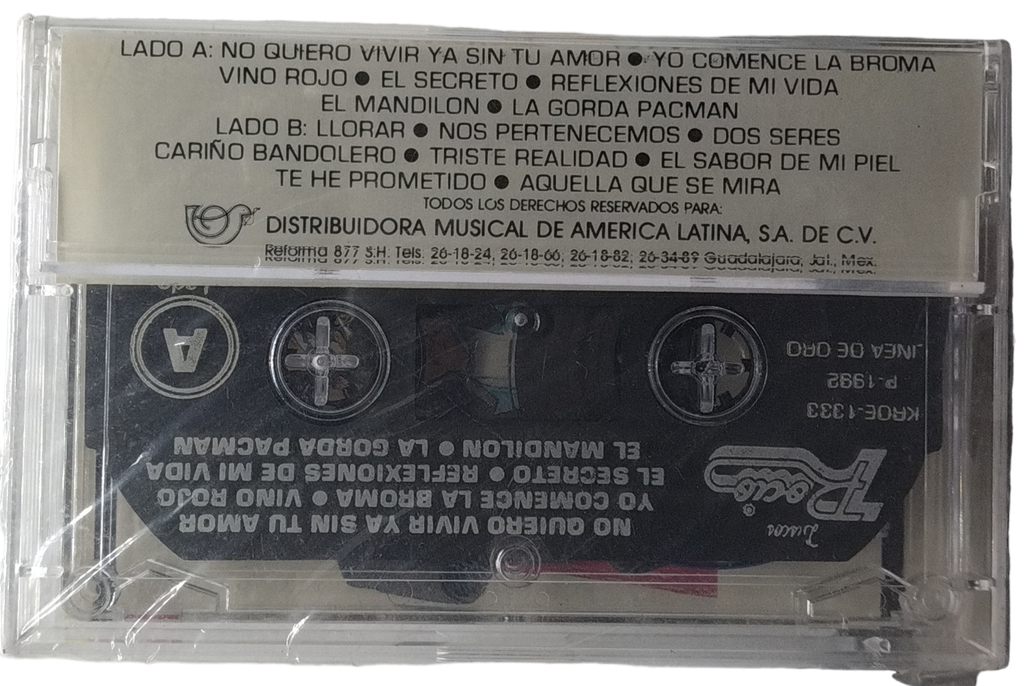 LADO A: NO QUIERO VIVIR YA SIN TU AMOR ● YO COMENCE LA BROMA
VINO ROJO ● EL SECRETO ● REFLEXIONES DE MI VIDA
EL MANDILON ● LA GORDA PACMAN
LADO B: LLORAR ● NOS PERTENECEMOS ● DOS SERES
CARIÑO BANDOLERO ● TRISTE REALIDAD ● EL SABOR DE MI PIEL
TE HE PROMETIDO ● AQUELLA QUE SE MIRA
TODOS LOS DERECHOS RESERVADOS PARA:
DISTRIBUIDORA MUSICAL DE AMERICA LATINA, S.A. DE C.V.
Reforma 877 S.H. Tels. 26-18-24, 26-18-66, 26-18-82, 26-34-89 Guadalajara, Jal., Mex.
Lado
A
LINEA DE ORO
P-1992
KROE-1333
Discos
Rocio
NO QUIERO VIVIR YA SIN TU AMOR
YO COMENCE LA BROMA ● VINO ROJO
EL SECRETO ● REFLEXIONES DE MI VIDA
EL MANDILON ● LA GORDA PACMAN